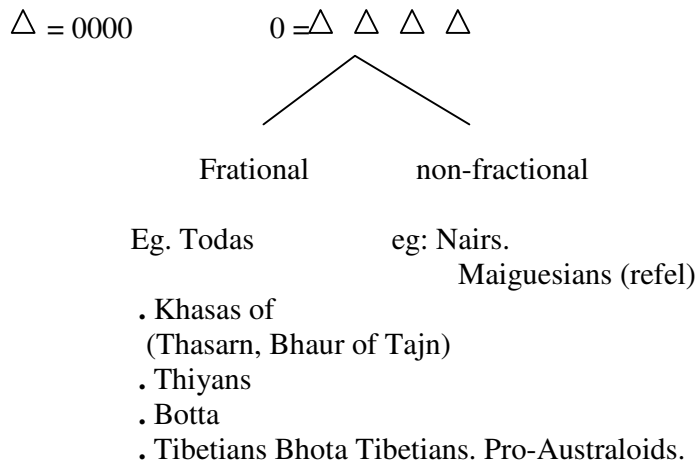 △ = 0000 0 =△ △ △ △
Frational non-fractional
Eg. Todas eg: Nairs.
Maiguesians (refel)
. Khasas of
(Thasarn, Bhaur of Tajn)
. Thiyans
. Botta
. Tibetians Bhota Tibetians. Pro-Australoids.